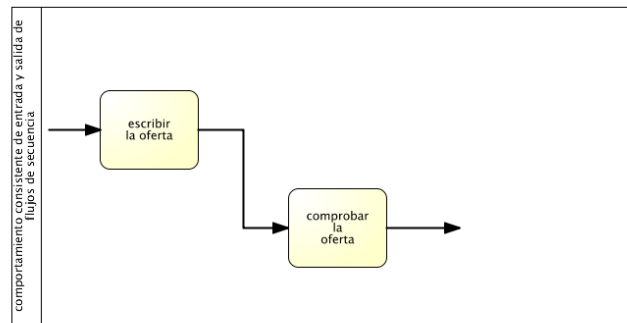 comportamiento consistente de entrada y salida de
flujos de secuencia
escribir
la oferta
comprobar
la
oferta